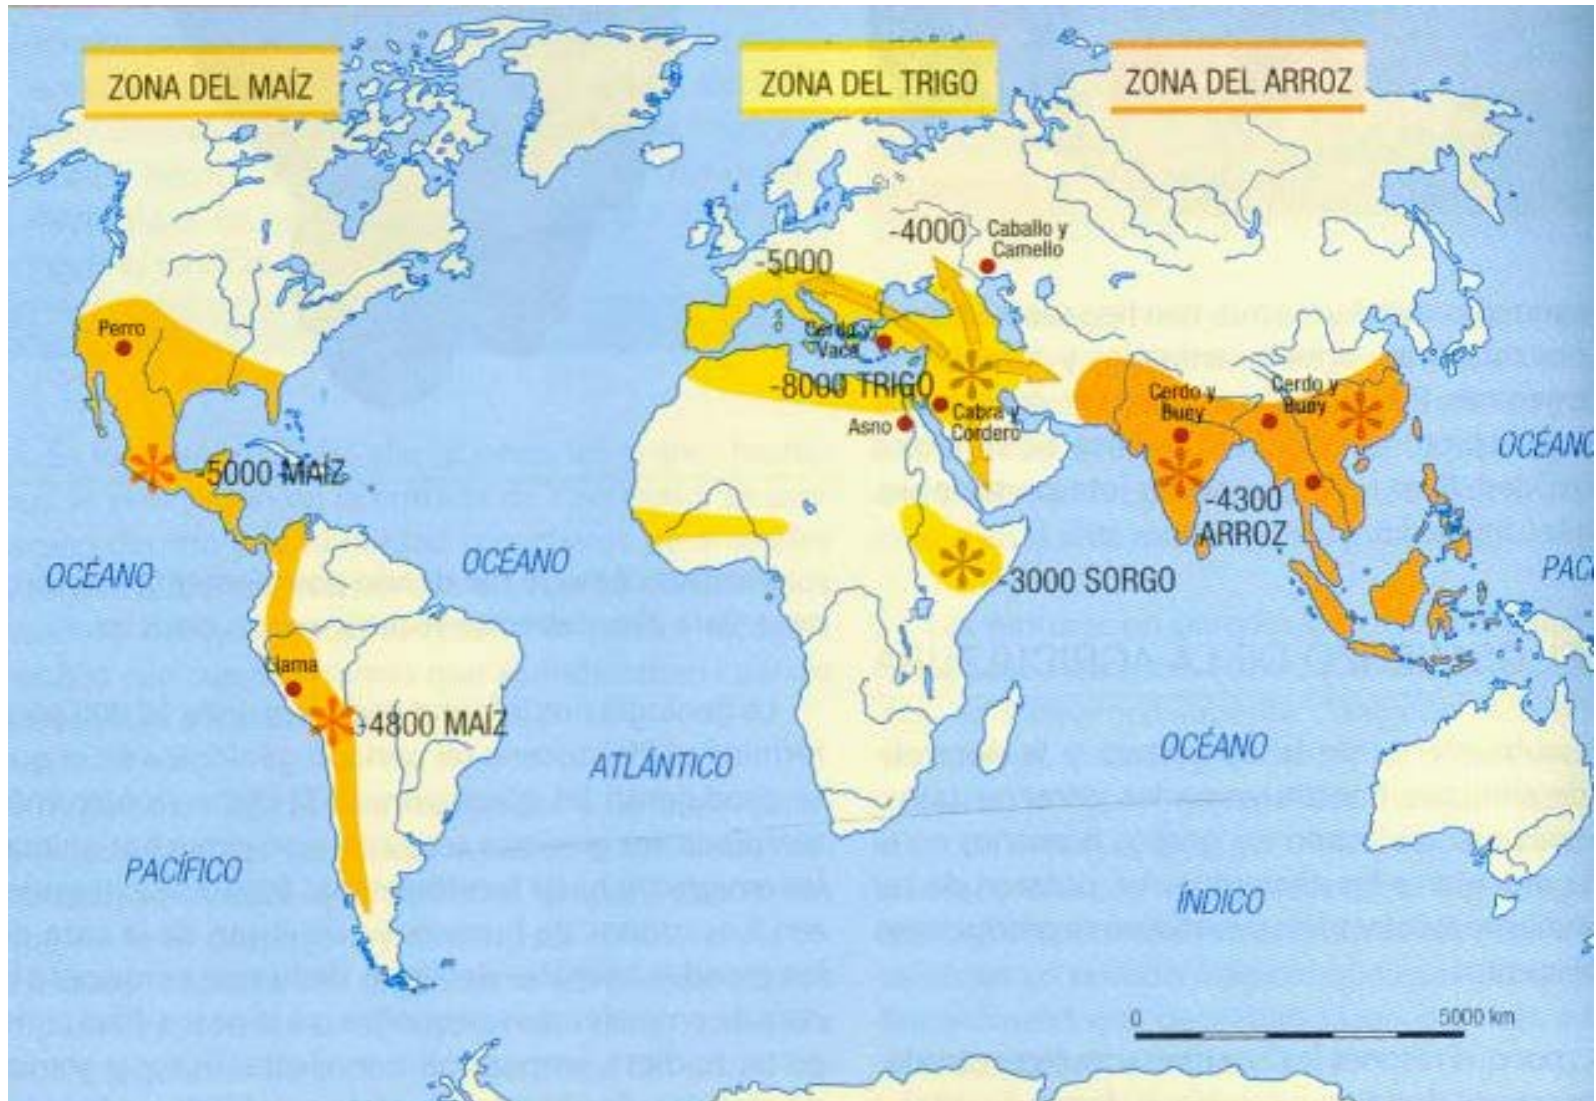 ZONA DEL MAÍZ
ZONA DEL TRIGO
ZONA DEL ARROZ
-4000
Caballo y
Camello
-5000
Perro
Cerdo y
Vaca
-8000 TRIGO
Cabra y
Cordero
Asno
Cerdo y
Buey
Cerdo y
Buey
OCÉANO
-5000 MAÍZ
-4300
ARROZ
OCÉANO
OCÉANO
-3000 SORGO
Llama
-4800 MAÍZ
ATLÁNTICO
OCÉANO
PACÍFICO
ÍNDICO
0
5000 km